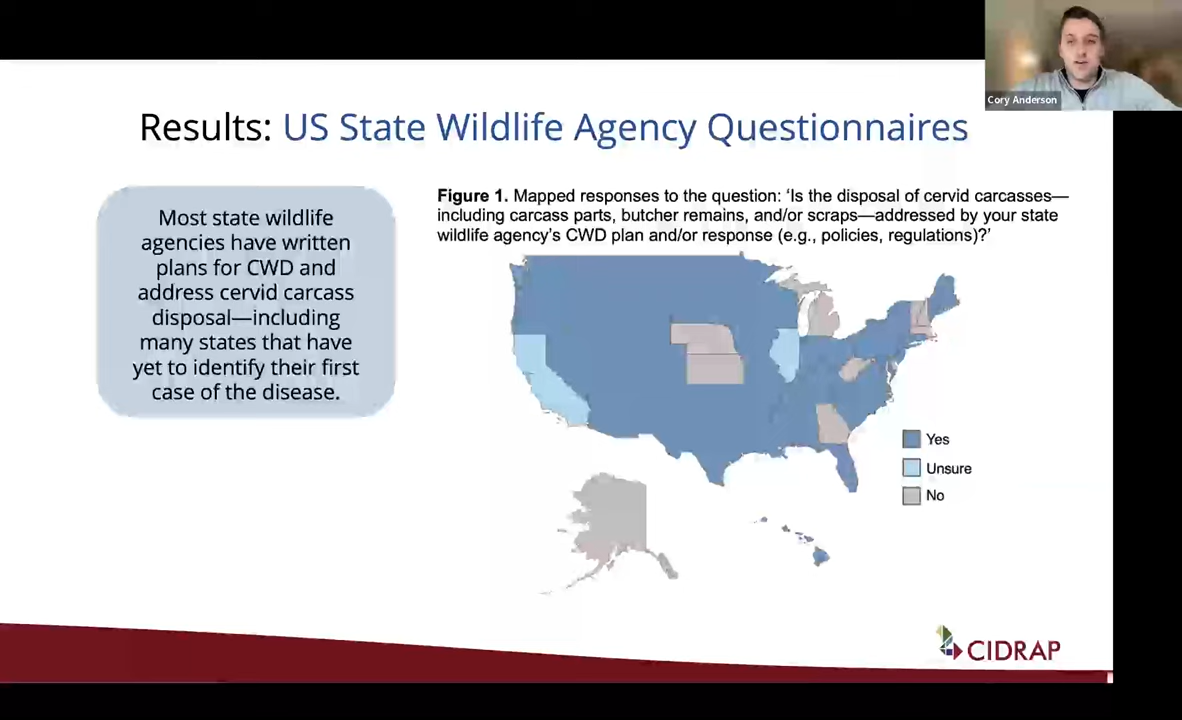 Cory Anderson
Results: US State Wildlife Agency Questionnaires
Most state wildlife
agencies have written
plans for CWD and
address cervid carcass
disposal—including
many states that have
yet to identify their first
case of the disease.
Figure 1. Mapped responses to the question: ‘Is the disposal of cervid carcasses—
including carcass parts, butcher remains, and/or scraps—addressed by your state
wildlife agency’s CWD plan and/or response (e.g., policies, regulations)?’
Yes
Unsure
No
CIDRAP